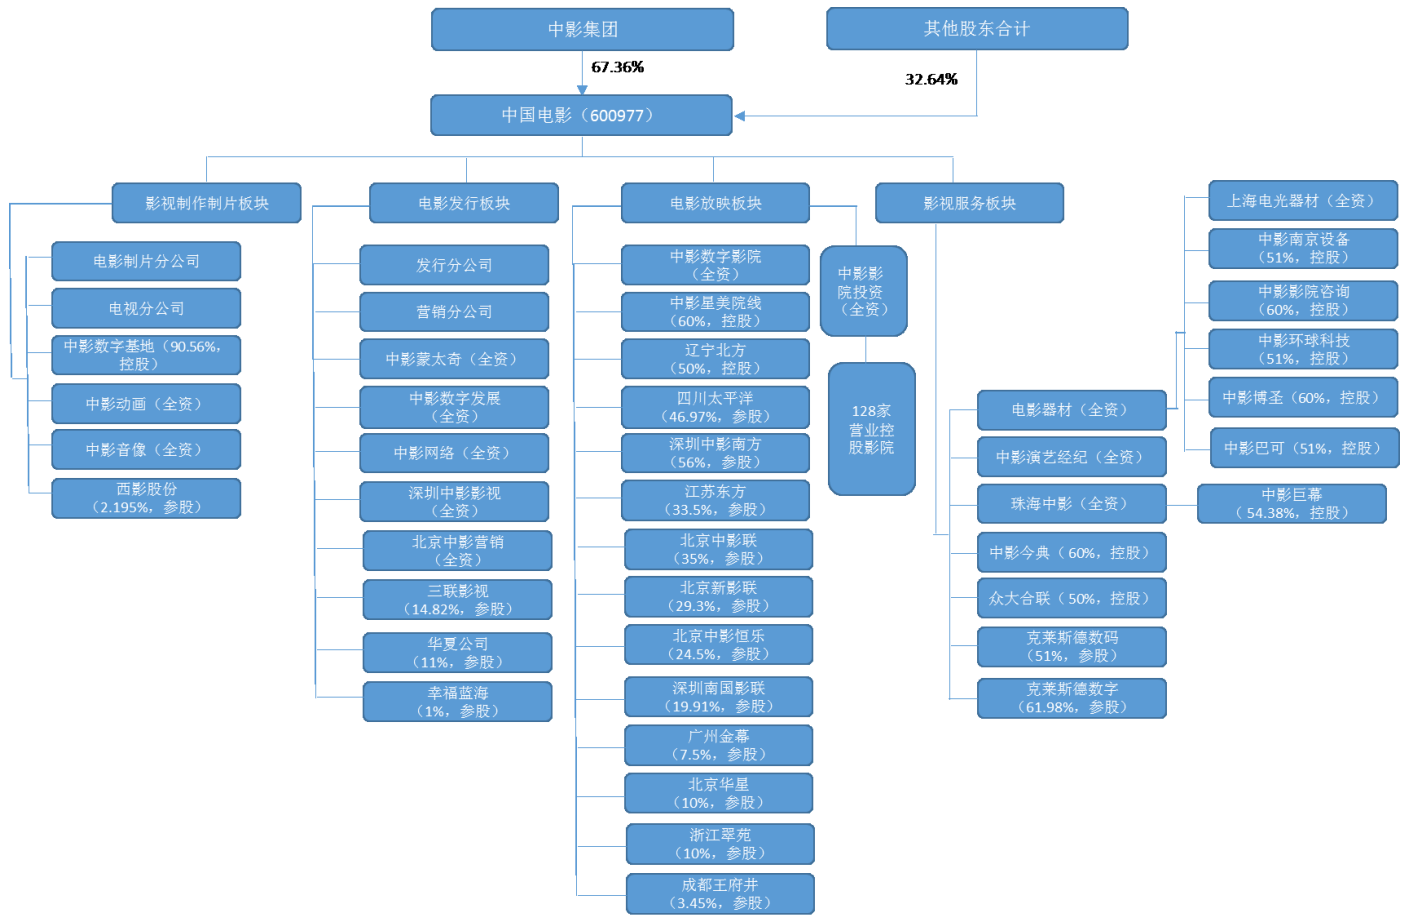 中影集团
其他股东合计
67.36%
32.64%
中国电影（600977）
影视制作制片板块
电影发行板块
电影放映板块
影视服务板块
电影制片分公司
电视分公司
中影数字基地（90.56%，
控股）
中影动画（全资）
中影音像（全资）
西影股份
（2.195%，参股）
发行分公司
营销分公司
中影蒙太奇（全资）
中影数字发展
（全资）
中影网络（全资）
深圳中影影视
（全资）
北京中影营销
（全资）
三联影视
（14.82%，参股）
华夏公司
（11%，参股）
幸福蓝海
（1%，参股）
中影数字影院
（全资）
中影星美院线
（60%，控股）
辽宁北方
（50%，控股）
四川太平洋
（46.97%，参股）
深圳中影南方
（56%，参股）
江苏东方
（33.5%，参股）
北京中影联
（35%，参股）
北京新影联
（29.3%，参股）
北京中影恒乐
（24.5%，参股）
深圳南国影联
（19.91%，参股）
广州金幕
（7.5%，参股）
北京华星
（10%，参股）
浙江翠苑
（10%，参股）
成都王府井
（3.45%，参股）
中影影
院投资
（全资）
128家
营业控
股影院
电影器材（全资）
中影演艺经纪（全资）
珠海中影（全资）
中影今典（60%，控股）
众大合联（50%，控股）
克莱斯德数码
（51%，参股）
克莱斯德数字
（61.98%，参股）
上海电光器材（全资）
中影南京设备
（51%，控股）
中影影院咨询
（60%，控股）
中影环球科技
（51%，控股）
中影博圣（60%，控股）
中影巴可（51%，控股）
中影巨幕
（54.38%，控股）